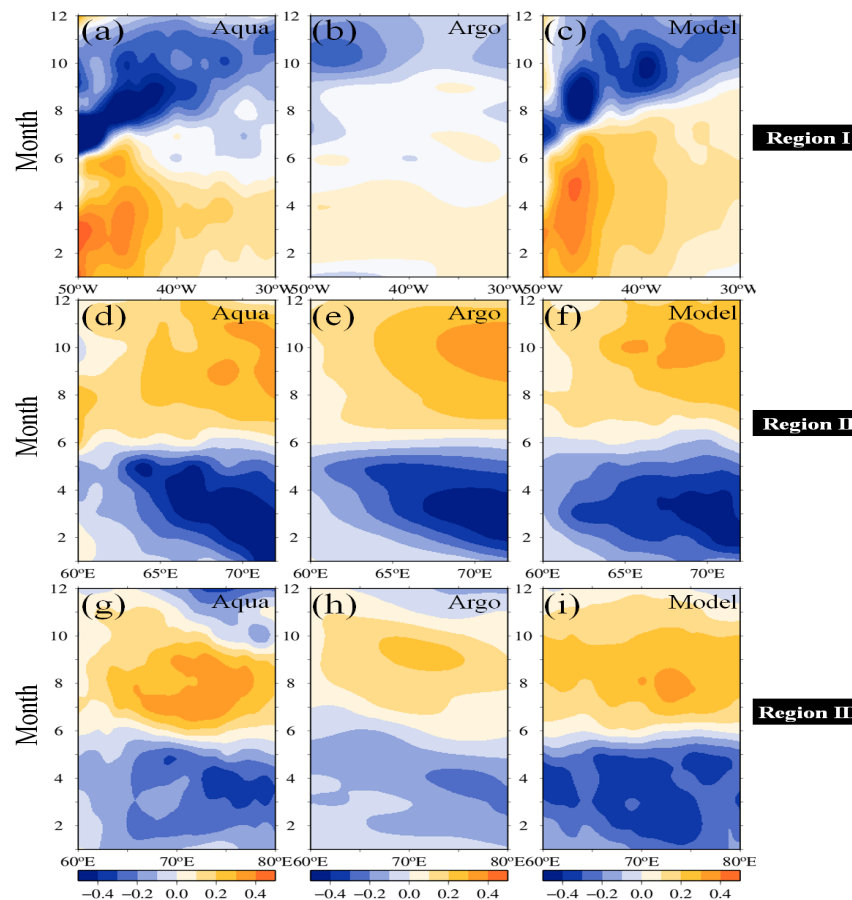 (a) Aqua (b) Argo (c) Model
Month
12 12 12
10 10 10
8 8 8
6 6 6
4 4 4
2 2 2
Region I
50°W 40°W 30°W 50°W 40°W 30°W 50°W 40°W 30°W
(d) Aqua (e) Argo (f) Model
Month
12 12 12
10 10 10
8 8 8
6 6 6
4 4 4
2 2 2
Region II
60°E 65°E 70°E 60°E 65°E 70°E 60°E 65°E 70°E
(g) Aqua (h) Argo (i) Model
Month
12 12 12
10 10 10
8 8 8
6 6 6
4 4 4
2 2 2
Region III
60°E 70°E 80°E 60°E 70°E 80°E 60°E 70°E 80°E
−0.4 −0.2 0.0 0.2 0.4 −0.4 −0.2 0.0 0.2 0.4 −0.4 −0.2 0.0 0.2 0.4